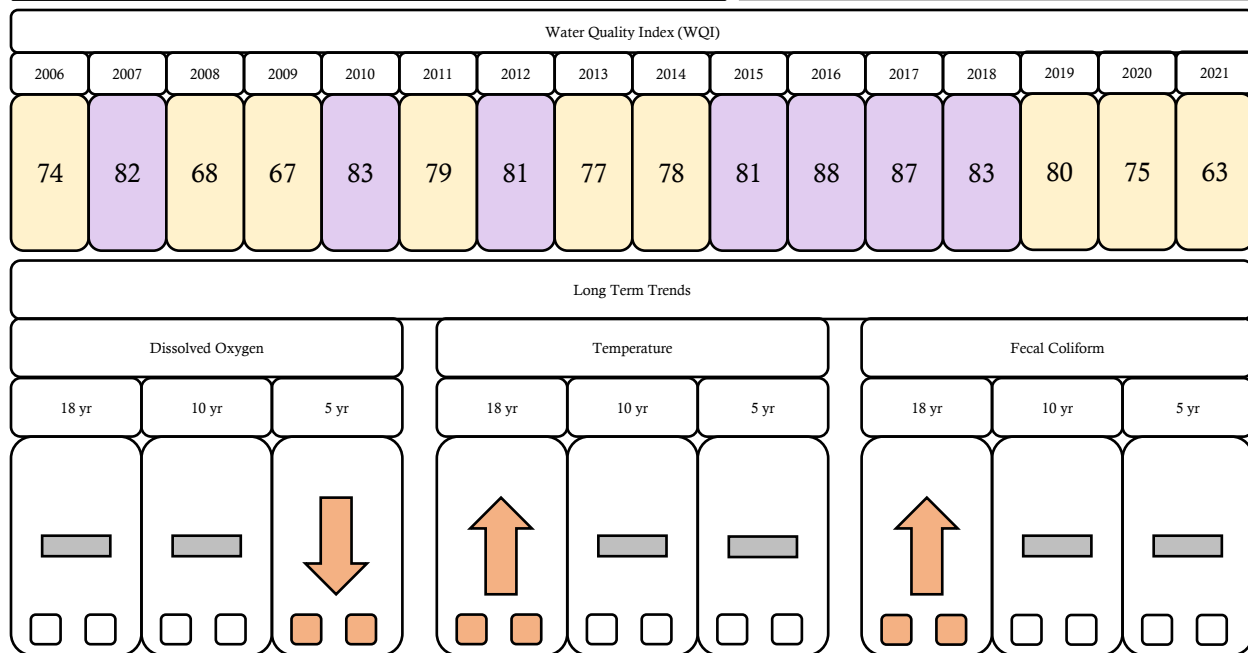 Water Quality Index (WQI)
2006 2007 2008 2009 2010 2011 2012 2013 2014 2015 2016 2017 2018 2019 2020 2021
74 82 68 67 83 79 81 77 78 81 88 87 83 80 75 63
Long Term Trends
Dissolved Oxygen Temperature Fecal Coliform
18 yr 10 yr 5 yr 18 yr 10 yr 5 yr 18 yr 10 yr 5 yr